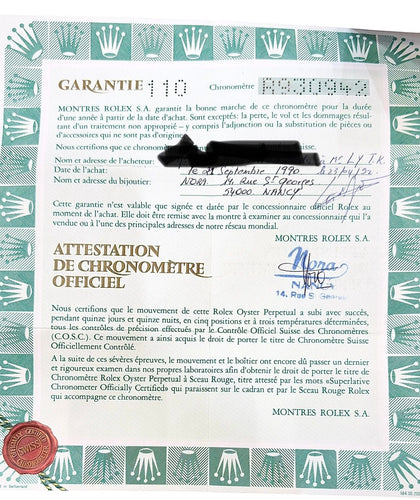 GARANTIE 110 Chronomètre R930942
MONTRES ROLEX S.A. garantit la bonne marche de ce chronomètre pour la durée
d'une année à partir de la date d'achat. Sont exceptés: la perte, le vol et les dommages résul-
tant d'un traitement non approprié – y compris l'adjonction ou la substitution de pièces ou
d'accessoires qui ne sont pas d'origine.
Nous certifions que ce chronomètre
Nom et adresse de l'acheteur:
Date de l'achat: le 21 Septembre 1990
Nom et adresse du bijoutier: NORA 14 Rue St Georges
54000 NANCY
Cette garantie n'est valable que signée et datée par le concessionnaire officiel Rolex
au moment de l'achat. Elle doit être remise avec la montre à examiner au concessionnaire qui l'a
vendue ou à l'une des principales adresses de notre réseau mondial.
MONTRES ROLEX S.A.
ATTESTATION
DE CHRONOMÈTRE
OFFICIEL
Nora
NANCY
14, Rue S Georges
Nous certifions que le mouvement de cette Rolex Oyster Perpetual a subi avec succès,
pendant quinze jours et quinze nuits, en cinq positions et à trois températures déterminées,
tous les contrôles de précision effectués par le Contrôle Officiel Suisse des Chronomètres
(C.O.S.C.). Ce mouvement a ainsi acquis le droit de porter le titre de Chronomètre Suisse
Officiellement Contrôlé.
A la suite de ces sévères épreuves, le mouvement et le boîtier ont encore dû passer un dernier
et rigoureux examen dans nos propres laboratoires afin d'obtenir le droit de porter le titre de
Chronomètre Rolex Oyster Perpetual à Sceau Rouge, titre attesté par les mots «Superlative
Chronometer Officially Certified» qui paraissent sur le cadran et par le Sceau Rouge Rolex
qui accompagne ce chronomètre.
MONTRES ROLEX S.A.